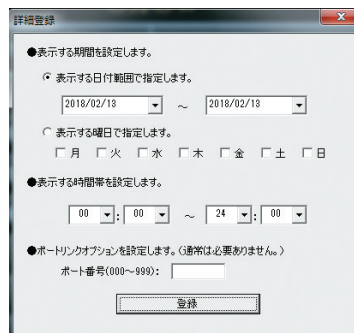 詳細登録
●表示する期間を設定します。
表示する日付範囲で指定します。
2018/02/13 ～ 2018/02/13
表示する曜日で指定します。
月 火 水 木 金 土 日
●表示する時間帯を設定します。
00 : 00 ～ 24 : 00
●ポートリンクオプションを設定します。(通常は必要ありません。)
ポート番号(000～999):
登録